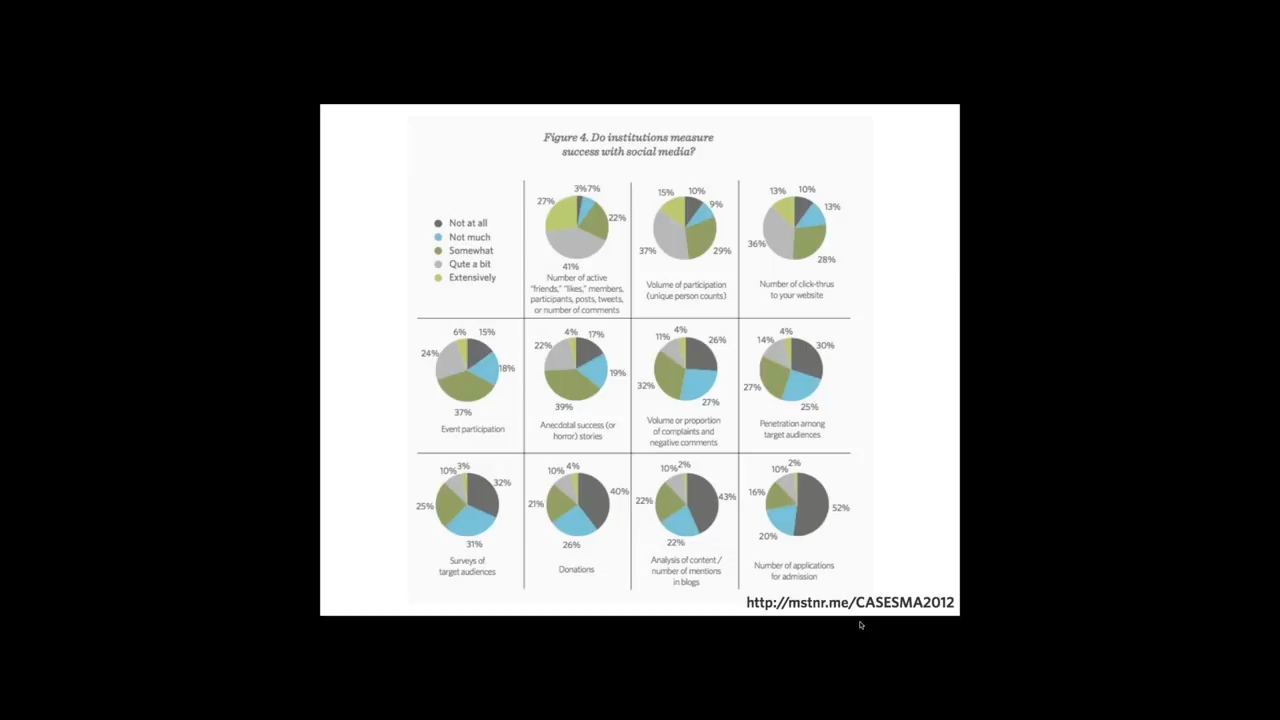 Figure 4. Do institutions measure
success with social media?
Not at all
Not much
Somewhat
Qute a bit
Extensively
3%
7%
22%
41%
27%
Number of active
"friends," "likes," members,
participants, posts, tweets,
or number of comments
10%
9%
29%
37%
15%
Volume of participation
(unique person counts)
10%
13%
28%
36%
13%
Number of click-thrus
to your website
15%
18%
37%
24%
6%
Event participation
17%
19%
39%
22%
4%
Anecdotal success (or
horror) stories
26%
27%
32%
11%
4%
Volume or proportion
of complaints and
negative comments
30%
25%
27%
14%
4%
Penetration among
target audiences
32%
31%
25%
10%
3%
Surveys of
target audiences
40%
26%
21%
10%
4%
Donations
43%
22%
22%
10%
2%
Analysis of content /
number of mentions
in blogs
52%
20%
16%
10%
2%
Number of applications
for admission
http://mstnr.me/CASESMA2012